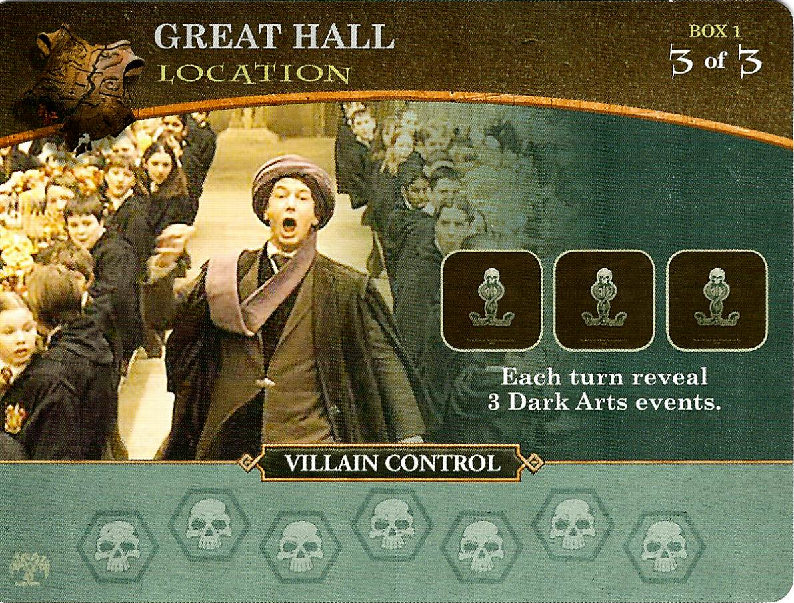 GREAT HALL
LOCATION
BOX 1
3 of 3
Each turn reveal
3 Dark Arts events.
VILLAIN CONTROL